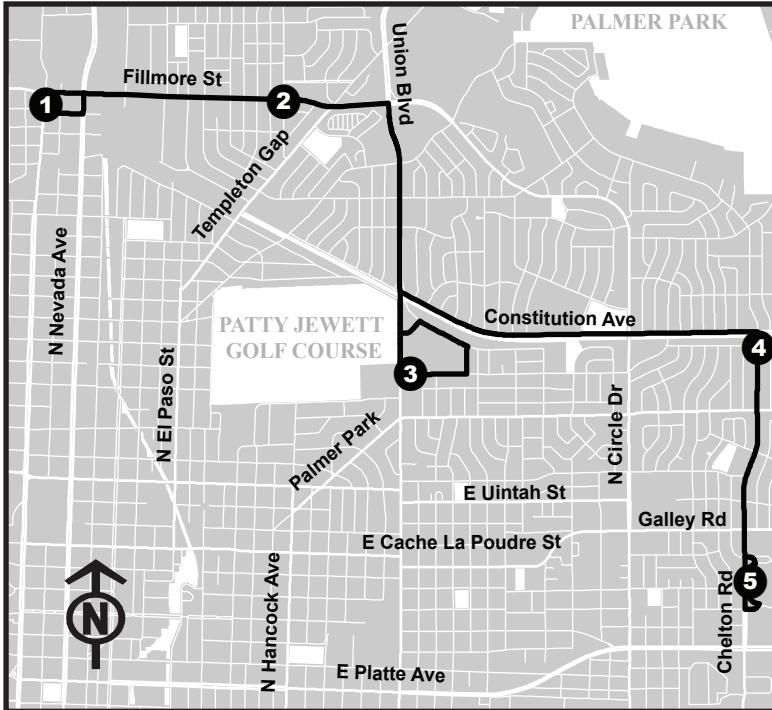 PALMER PARK
Fillmore St
Union Blvd
1
2
Templeton Gap
N Nevada Ave
PATTY JEWETT
GOLF COURSE
Constitution Ave
N El Paso St
3
4
Palmer Park
N Circle Dr
E Uintah St
Galley Rd
E Cache La Poudre St
N Hancock Ave
5
Chelton Rd
N
E Platte Ave